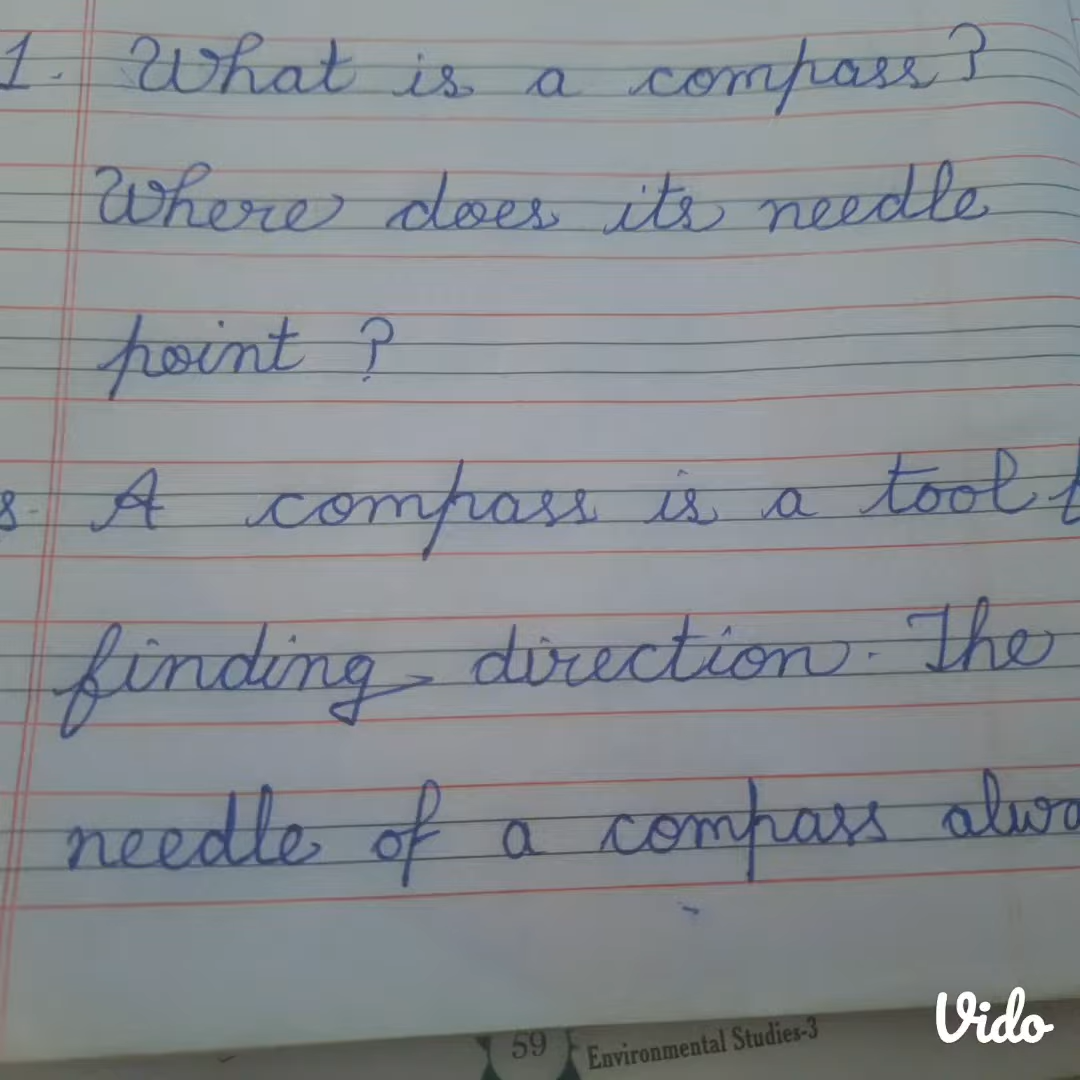 1. What is a compass?
Where does its needle
point ?
A compass is a tool
finding direction. The
needle of a compass
Vido
59 Environmental Studies-3